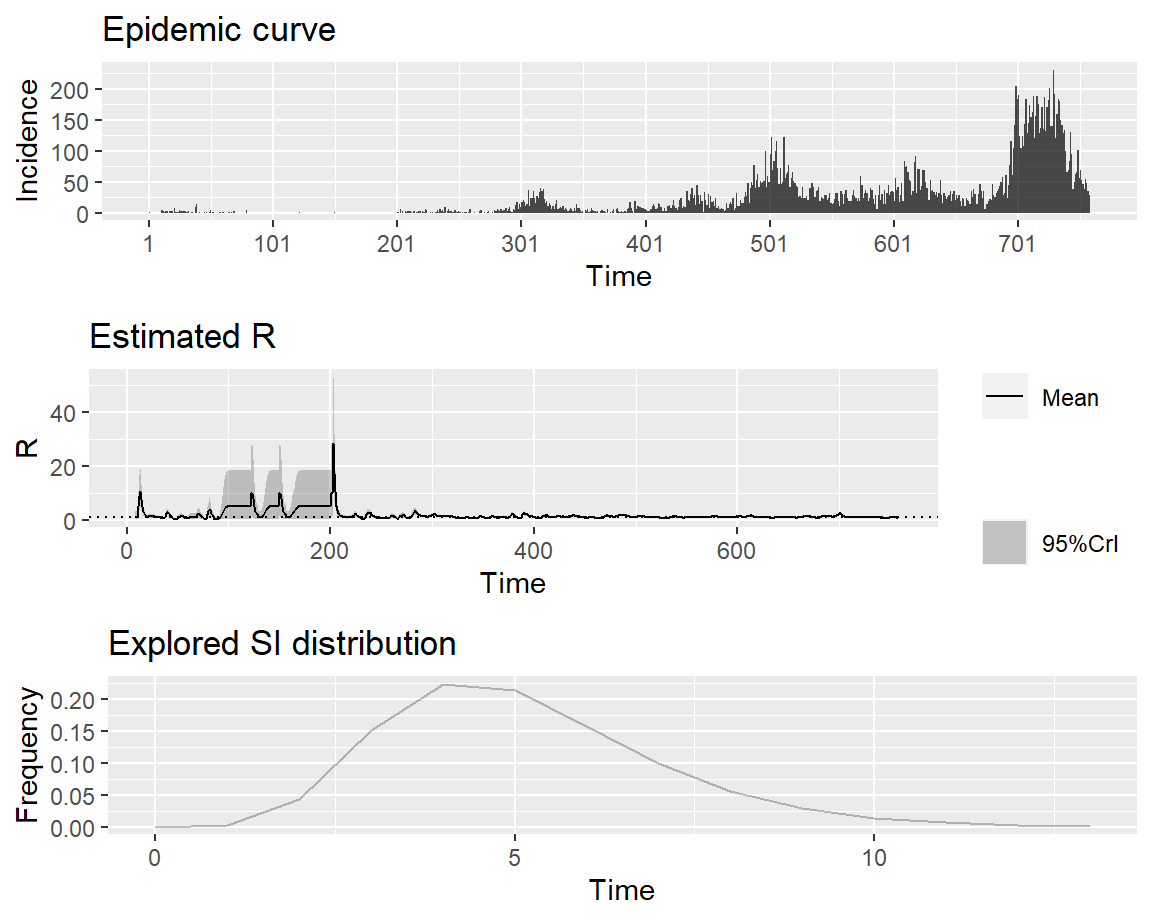 Epidemic curve
Incidence
200
150
100
50
0
1 101 201 301 401 501 601 701
Time
Estimated R
R
40
20
0
0 200 400 600
Time
Mean
95%CrI
Explored SI distribution
Frequency
0.20
0.15
0.10
0.05
0.00
0 5 10
Time